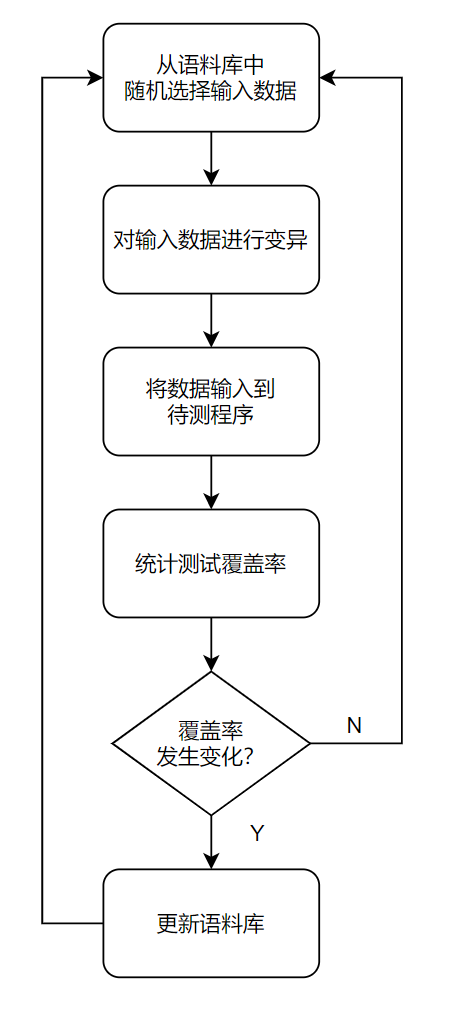 从语料库中
随机选择输入数据
对输入数据进行变异
将数据输入到
待测程序
统计测试覆盖率
覆盖率
发生变化?
N
Y
更新语料库